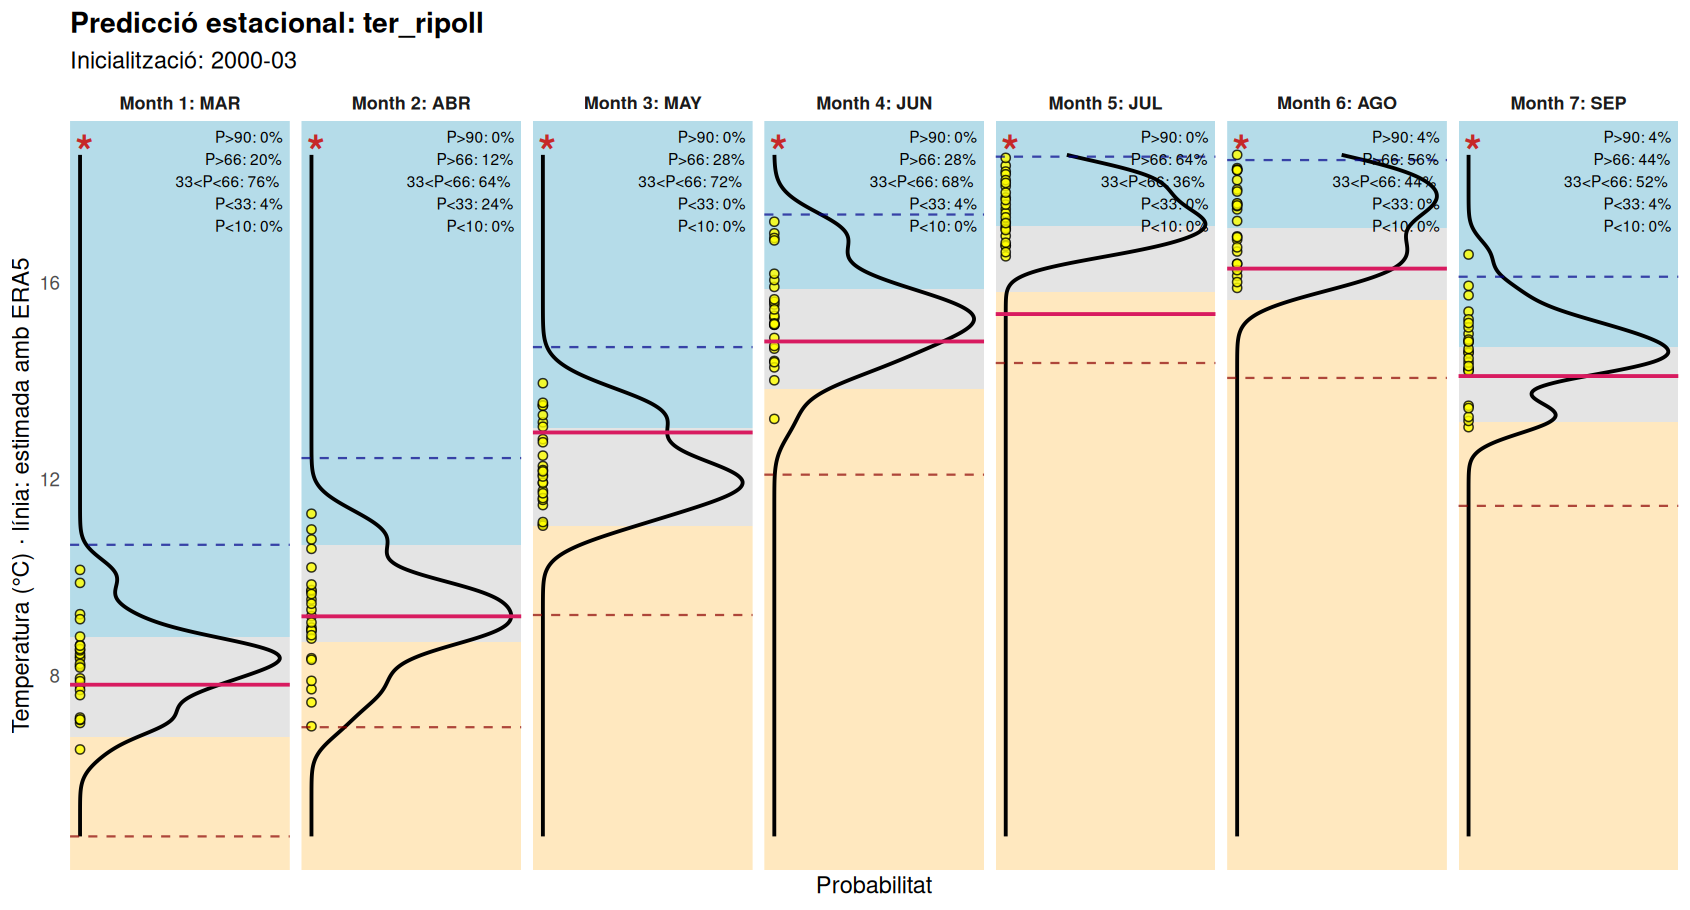 Predicció estacional: ter_ripoll
Inicialització: 2000-03
Month 1: MAR
Month 2: ABR
Month 3: MAY
Month 4: JUN
Month 5: JUL
Month 6: AGO
Month 7: SEP
*
P>90: 0%
P>66: 20%
33<P<66: 76%
P<33: 4%
P<10: 0%
*
P>90: 0%
P>66: 12%
33<P<66: 64%
P<33: 24%
P<10: 0%
*
P>90: 0%
P>66: 28%
33<P<66: 72%
P<33: 0%
P<10: 0%
*
P>90: 0%
P>66: 28%
33<P<66: 68%
P<33: 4%
P<10: 0%
*
P>90: 0%
P>66: 64%
33<P<66: 36%
P<33: 0%
P<10: 0%
*
P>90: 4%
P>66: 56%
33<P<66: 44%
P<33: 0%
P<10: 0%
*
P>90: 4%
P>66: 44%
33<P<66: 52%
P<33: 4%
P<10: 0%
16
12
8
Temperatura (°C) · línia: estimada amb ERA5
Probabilitat